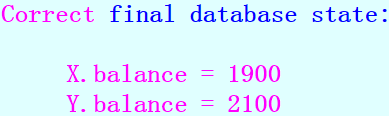 Correct final database state:
X.balance = 1900
Y.balance = 2100